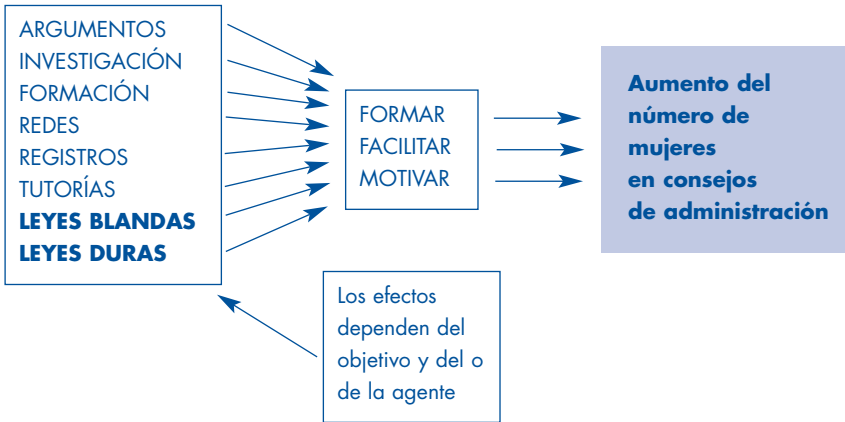 ARGUMENTOS
INVESTIGACIÓN
FORMACIÓN
REDES
REGISTROS
TUTORÍAS
LEYES BLANDAS
LEYES DURAS
FORMAR
FACILITAR
MOTIVAR
Aumento del
número de
mujeres
en consejos
de administración
Los efectos
dependen del
objetivo y del o
de la agente